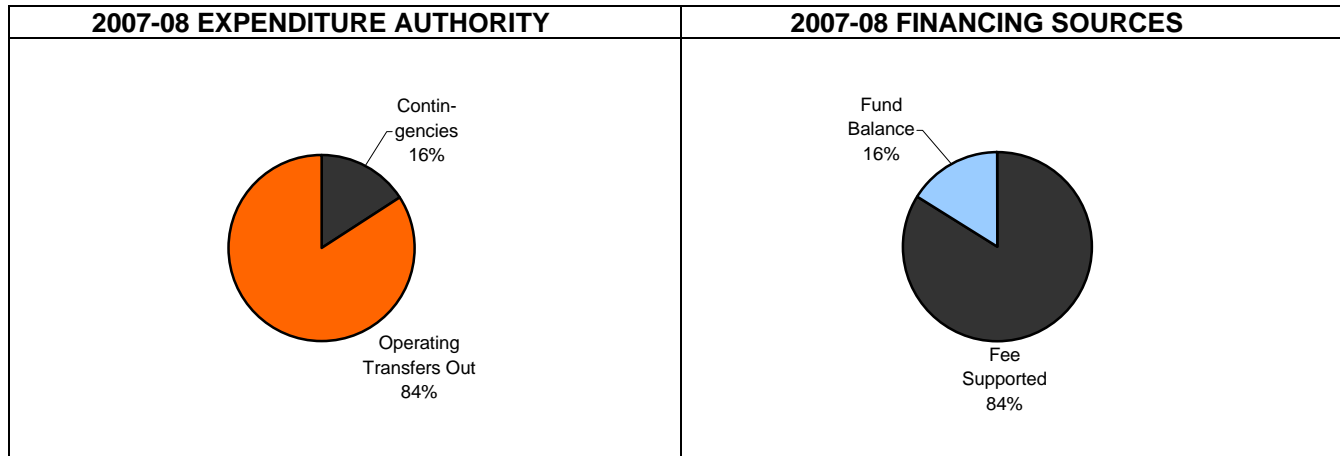 2007-08 EXPENDITURE AUTHORITY
Contin-
gencies
16%
Operating
Transfers Out
84%
2007-08 FINANCING SOURCES
Fund
Balance
16%
Fee
Supported
84%